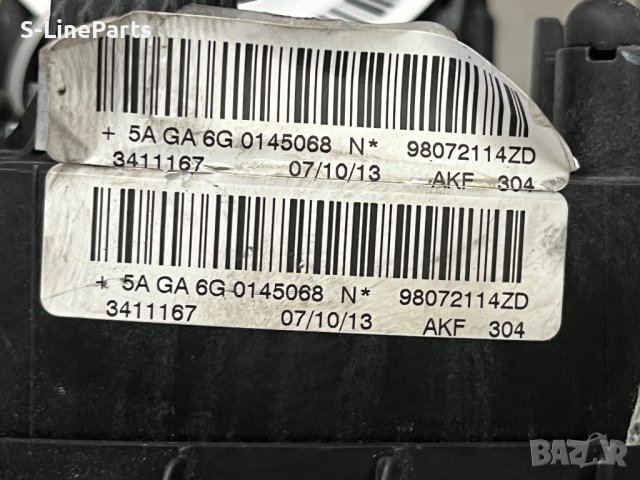 S-LineParts
+ 5A GA 6G 0145068 N* 98072114ZD
3411167 07/10/13 AKF 304
+ 5A GA 6G 0145068 N* 98072114ZD
3411167 07/10/13 AKF 304
BAZAR